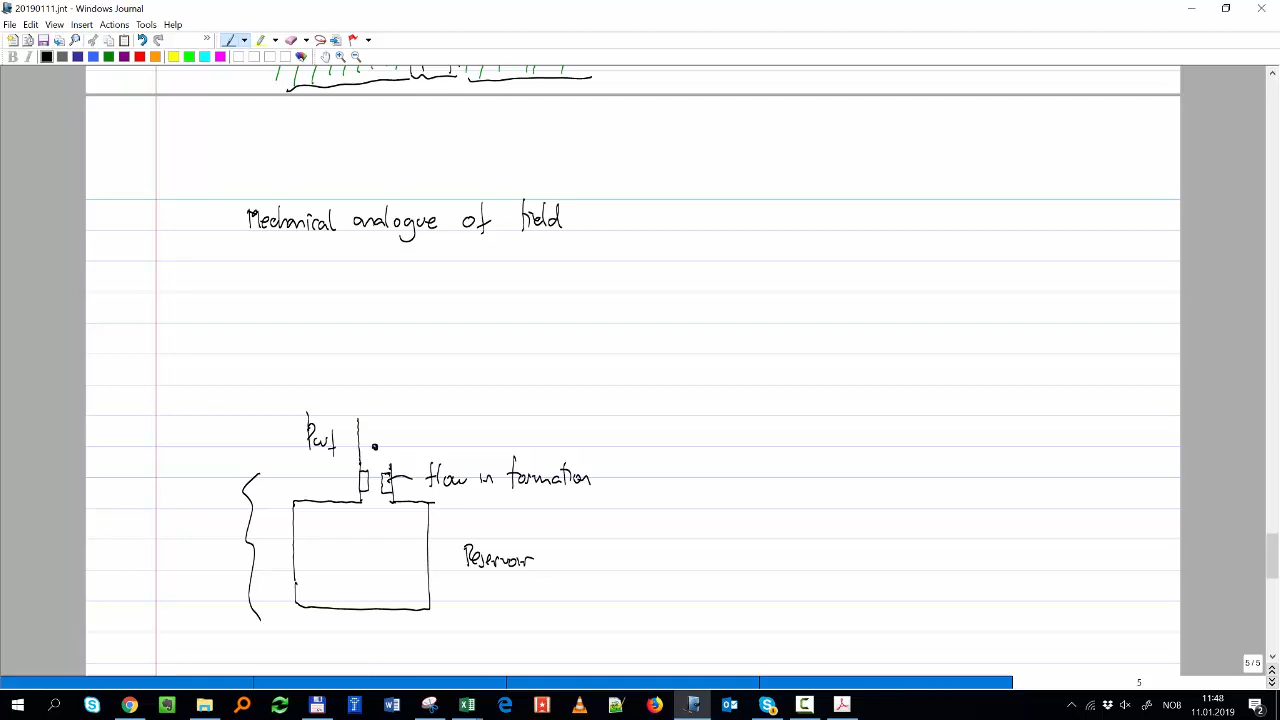 20190111.jnt - Windows Journal
File Edit View Insert Actions Tools Help
Mechanical analogue of field
Pwf
flow in formation
Reservoir
5/5
5
NOB
11:48
11.01.2019